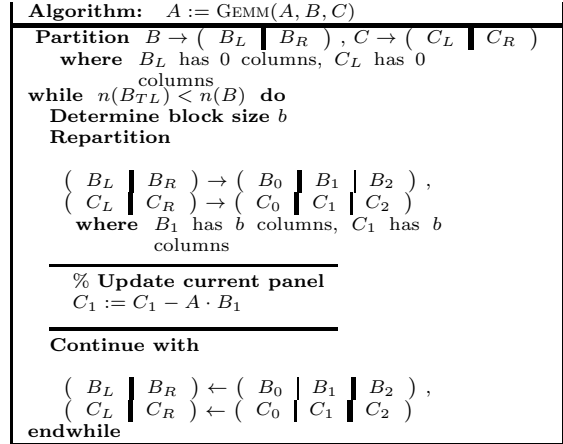 Algorithm: A := GEMM(A, B, C)
Partition B → ( B_L | B_R ) , C → ( C_L | C_R )
where B_L has 0 columns, C_L has 0
columns
while n(B_{TL}) < n(B) do
Determine block size b
Repartition
( B_L | B_R ) → ( B_0 | B_1 | B_2 ) ,
( C_L | C_R ) → ( C_0 | C_1 | C_2 )
where B_1 has b columns, C_1 has b
columns
% Update current panel
C_1 := C_1 − A · B_1
Continue with
( B_L | B_R ) ← ( B_0 | B_1 | B_2 ) ,
( C_L | C_R ) ← ( C_0 | C_1 | C_2 )
endwhile